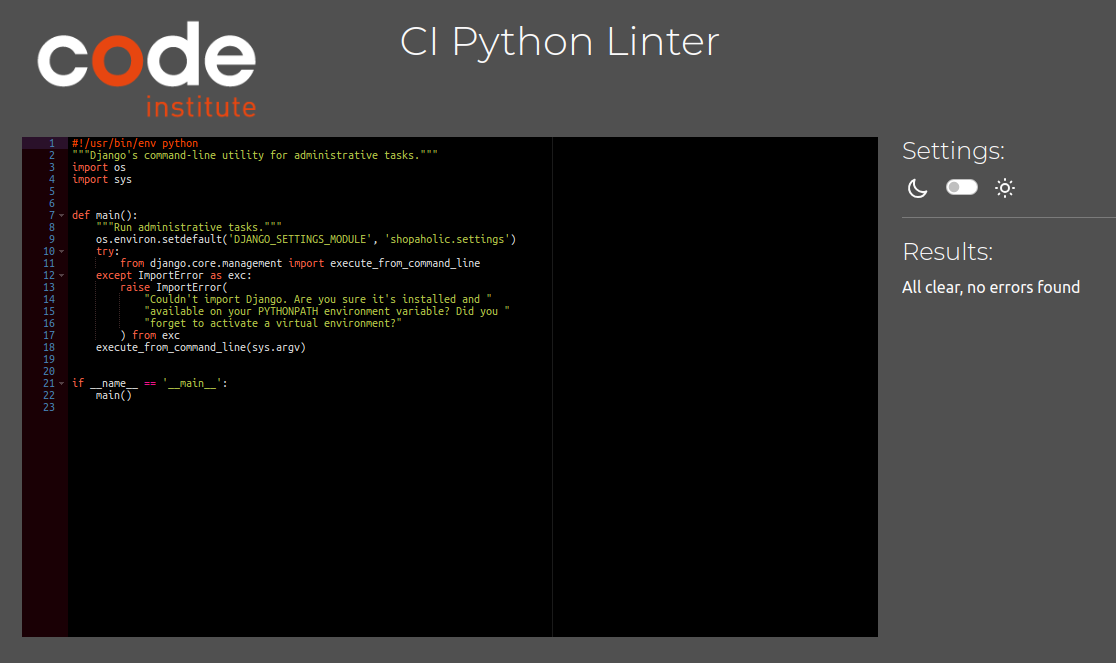 code
institute
CI Python Linter
1 #!/usr/bin/env python
2 """Django's command-line utility for administrative tasks."""
3 import os
4 import sys
5
6
7 def main():
8     """Run administrative tasks."""
9     os.environ.setdefault('DJANGO_SETTINGS_MODULE', 'shopaholic.settings')
10     try:
11         from django.core.management import execute_from_command_line
12     except ImportError as exc:
13         raise ImportError(
14             "Couldn't import Django. Are you sure it's installed and "
15             "available on your PYTHONPATH environment variable? Did you "
16             "forget to activate a virtual environment?"
17         ) from exc
18     execute_from_command_line(sys.argv)
19
20
21 if __name__ == '__main__':
22     main()
23
Settings:
Results:
All clear, no errors found